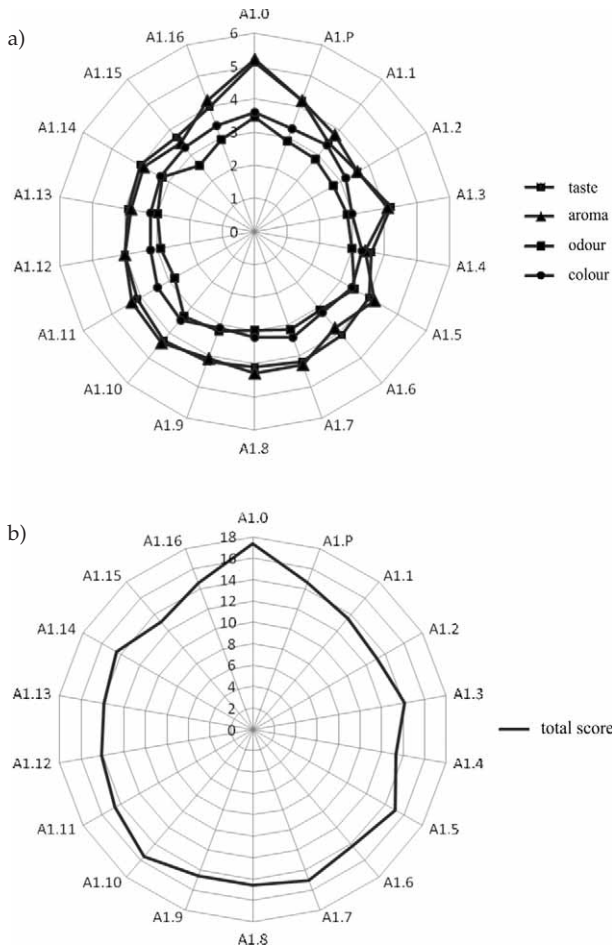 a)
A1.0
6
5
4
3
2
1
0
A1.P
A1.1
A1.2
A1.3
A1.4
A1.5
A1.6
A1.7
A1.8
A1.9
A1.10
A1.11
A1.12
A1.13
A1.14
A1.15
A1.16
taste
aroma
odour
colour
b)
A1.0
18
16
14
12
10
8
6
4
2
0
A1.P
A1.1
A1.2
A1.3
A1.4
A1.5
A1.6
A1.7
A1.8
A1.9
A1.10
A1.11
A1.12
A1.13
A1.14
A1.15
A1.16
total score